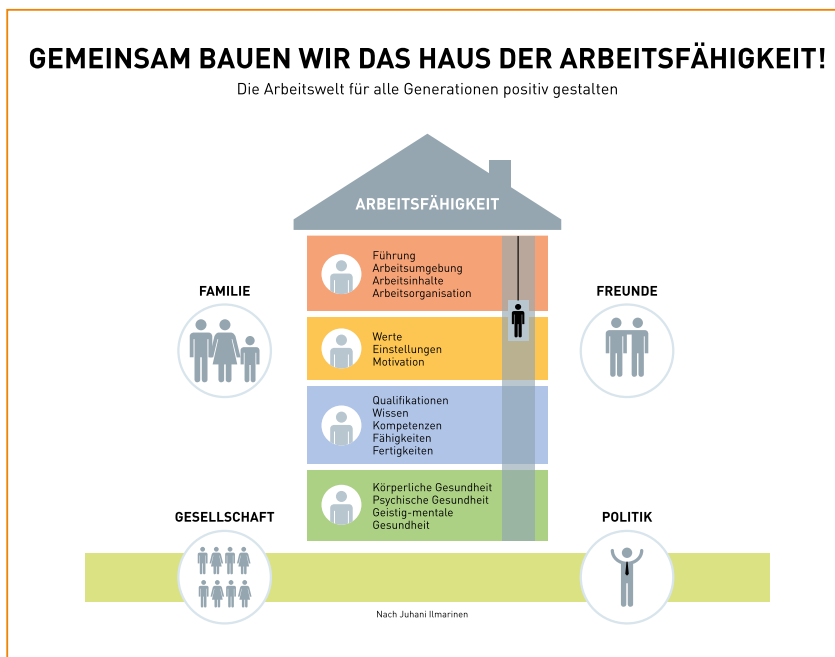 GEMEINSAM BAUEN WIR DAS HAUS DER ARBEITSFÄHIGKEIT!
Die Arbeitswelt für alle Generationen positiv gestalten
ARBEITSFÄHIGKEIT
Führung
Arbeitsumgebung
Arbeitsinhalte
Arbeitsorganisation
FAMILIE
FREUNDE
Werte
Einstellungen
Motivation
Qualifikationen
Wissen
Kompetenzen
Fähigkeiten
Fertigkeiten
Körperliche Gesundheit
Psychische Gesundheit
Geistig-mentale
Gesundheit
GESELLSCHAFT
POLITIK
Nach Juhani Ilmarinen